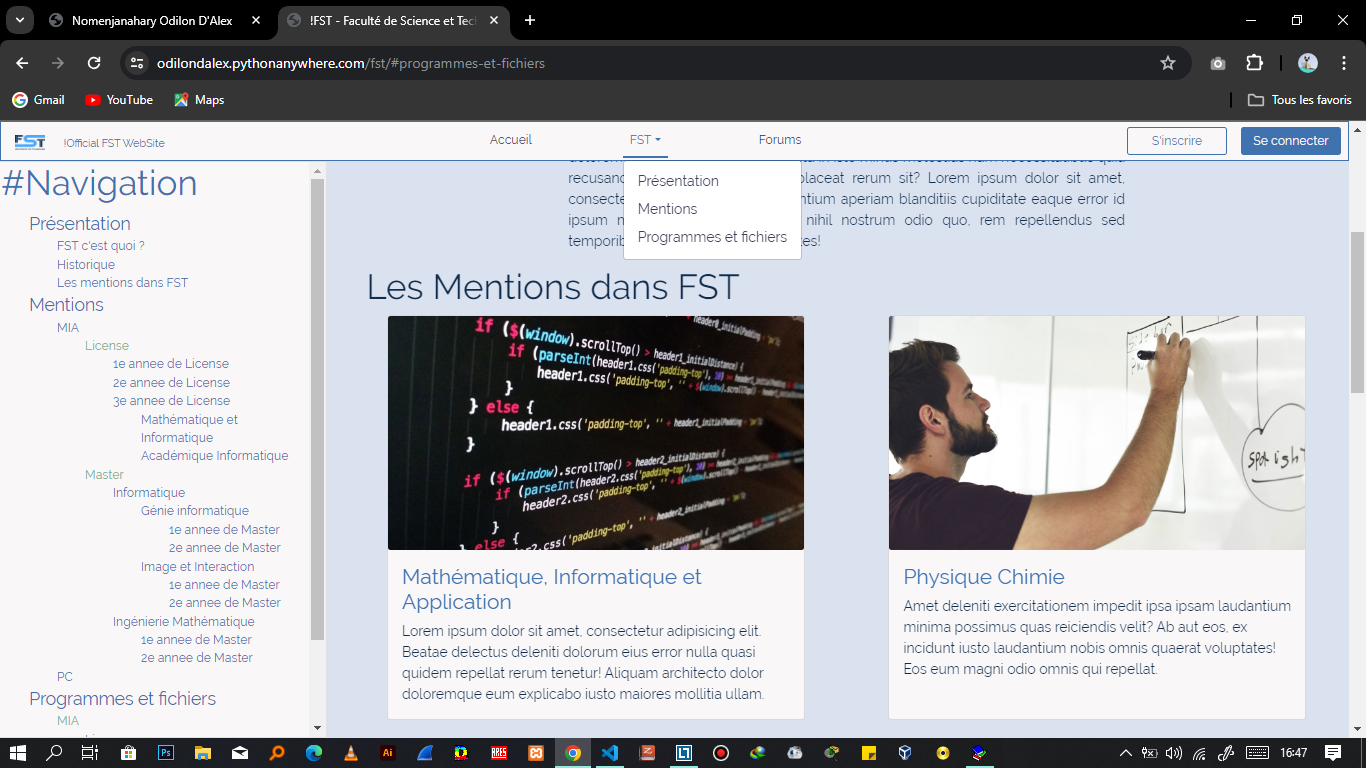 Nomenjanahary Odilon D'Alex
!FST - Faculté de Science et Tec
odilondalex.pythonanywhere.com/fst/#programmes-et-fichiers
Gmail
YouTube
Maps
Tous les favoris
FST
!Official FST WebSite
Accueil
FST
Forums
S'inscrire
Se connecter
Présentation
Mentions
Programmes et fichiers
#Navigation
Présentation
FST c'est quoi ?
Historique
Les mentions dans FST
Mentions
MIA
License
1e annee de License
2e annee de License
3e annee de License
Mathématique et
Informatique
Académique Informatique
Master
Informatique
Génie informatique
1e annee de Master
2e annee de Master
Image et Interaction
1e annee de Master
2e annee de Master
Ingénierie Mathématique
1e annee de Master
2e annee de Master
PC
Programmes et fichiers
MIA
recusand placeat rerum sit? Lorem ipsum dolor sit amet,
consecte ntium aperiam blanditiis cupiditate eaque error id
ipsum n nihil nostrum odio quo, rem repellendus sed
temporib tes!
Les Mentions dans FST
if ($(window).scrollTop() > header1_initialDistance) {
if (parseInt(header1.css('padding-top'), 10) >= header1_initialPadding
header1.css('padding-top', '' + $(window).scrollTop() - header1_initialDistance
}
} else {
header1.css('padding-top', '' + header1_initialPadding + 'px');
}
if ($(window).scrollTop() > header2_initialDistance) {
if (parseInt(header2.css('padding-top'), 10) >= header2_initialPadding
header2.css('padding-top', '' + $(window).scrollTop() - header2_initialDistance
}
} else {
header2.css('padding-top', '' + header2_initialPadding + 'px');
spot light
Mathématique, Informatique et
Application
Lorem ipsum dolor sit amet, consectetur adipisicing elit.
Beatae delectus deleniti dolorum eius error nulla quasi
quidem repellat rerum tenetur! Aliquam architecto dolor
doloremque eum explicabo iusto maiores mollitia ullam.
Physique Chimie
Amet deleniti exercitationem impedit ipsa ipsam laudantium
minima possimus quas reiciendis velit? Ab aut eos, ex
incidunt iusto laudantium nobis omnis quaerat voluptates!
Eos eum magni odio omnis qui repellat.
Ps
Ai
RRES
16:47